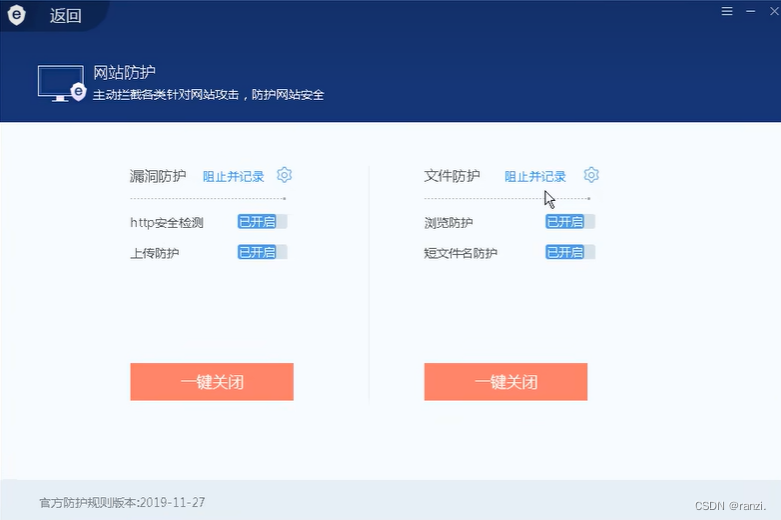 返回
网站防护
主动拦截各类针对网站攻击，防护网站安全
漏洞防护 阻止并记录
http安全检测 已开启
上传防护 已开启
一键关闭
文件防护 阻止并记录
浏览防护 已开启
短文件名防护 已开启
一键关闭
官方防护规则版本:2019-11-27
CSDN @ranzi.